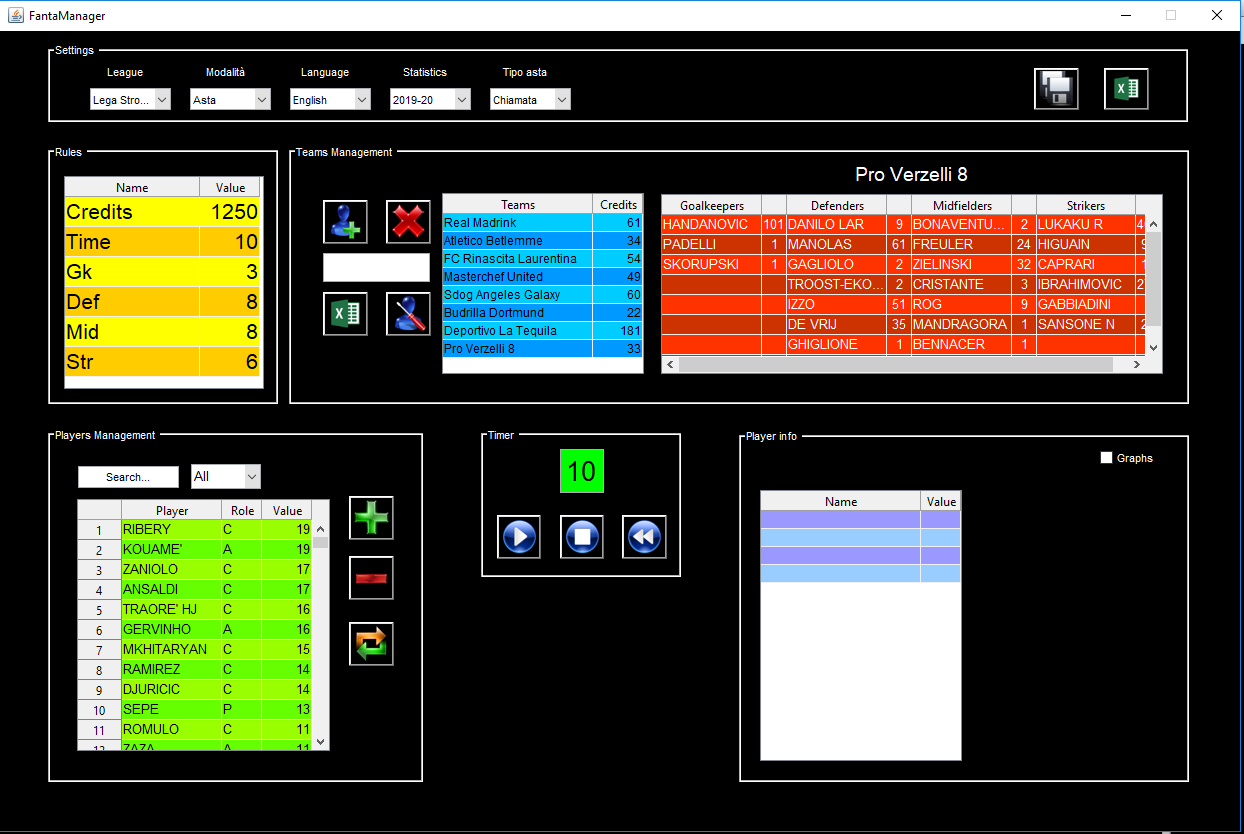 FantaManager
Settings
League Modalità Language Statistics Tipo asta
Lega Stro... Asta English 2019-20 Chiamata
Rules
Name Value
Credits 1250
Time 10
Gk 3
Def 8
Mid 8
Str 6
Teams Management
Teams Credits
Real Madrink 61
Atletico Betlemme 34
FC Rinascita Laurentina 54
Masterchef United 49
Sdog Angeles Galaxy 60
Budrilla Dortmund 22
Deportivo La Tequila 181
Pro Verzelli 8 33
Pro Verzelli 8
Goalkeepers Defenders Midfielders Strikers
HANDANOVIC 101 DANILO LAR 9 BONAVENTU... 2 LUKAKU R 4
PADELLI 1 MANOLAS 61 FREULER 24 HIGUAIN
SKORUPSKI 1 GAGLIOLO 2 ZIELINSKI 32 CAPRARI
TROOST-EKO... 2 CRISTANTE 3 IBRAHIMOVIC 2
IZZO 51 ROG 9 GABBIADINI
DE VRIJ 35 MANDRAGORA 1 SANSONE N 2
GHIGLIONE 1 BENNACER 1
Players Management
Search... All
Player Role Value
1 RIBERY C 19
2 KOUAME' A 19
3 ZANIOLO C 17
4 ANSALDI C 17
5 TRAORE' HJ C 16
6 GERVINHO A 16
7 MKHITARYAN C 15
8 RAMIREZ C 14
9 DJURICIC C 14
10 SEPE P 13
11 ROMULO C 11
12 ZAZA A 11
Timer
10
Player info
Graphs
Name Value